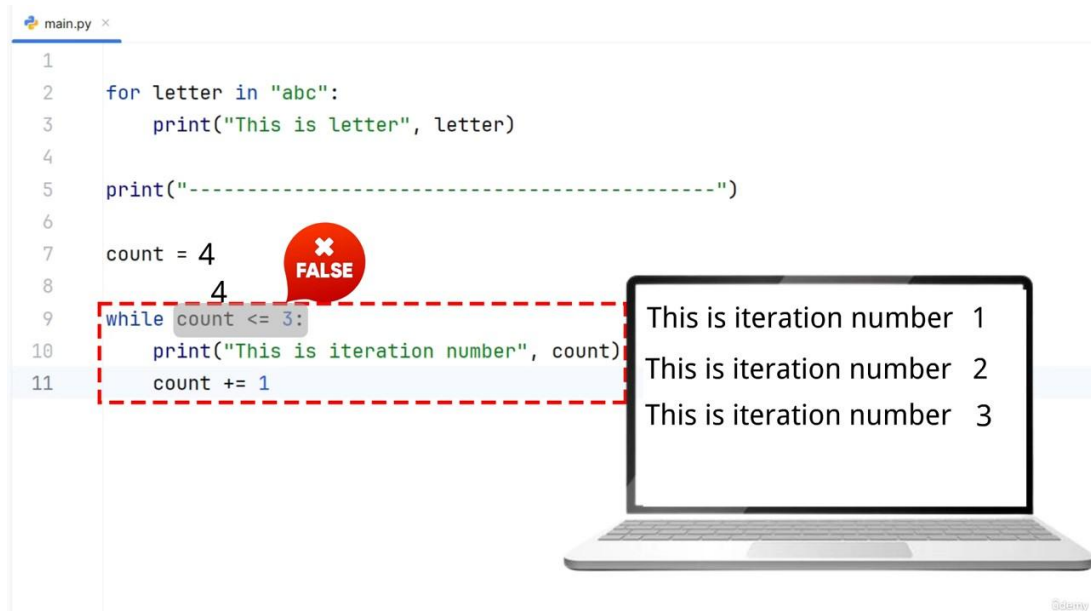 main.py ×
1
2 for letter in "abc":
3     print("This is letter", letter)
4
5 print("---------------------------------------------")
6
7 count = 4
FALSE
8
4
9 while count <= 3:
10     print("This is iteration number", count)
11     count += 1
This is iteration number 1
This is iteration number 2
This is iteration number 3
ûdemy